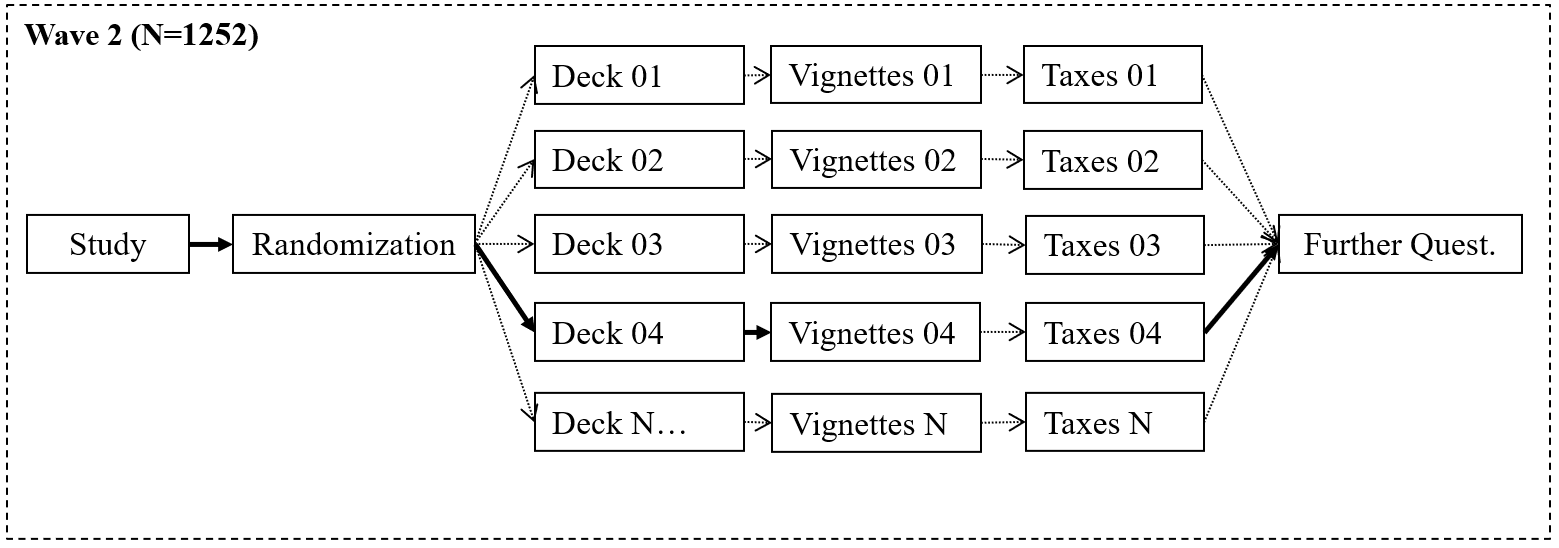 Wave 2 (N=1252)
Deck 01
Vignettes 01
Taxes 01
Deck 02
Vignettes 02
Taxes 02
Study
Randomization
Deck 03
Vignettes 03
Taxes 03
Further Quest.
Deck 04
Vignettes 04
Taxes 04
Deck N…
Vignettes N
Taxes N